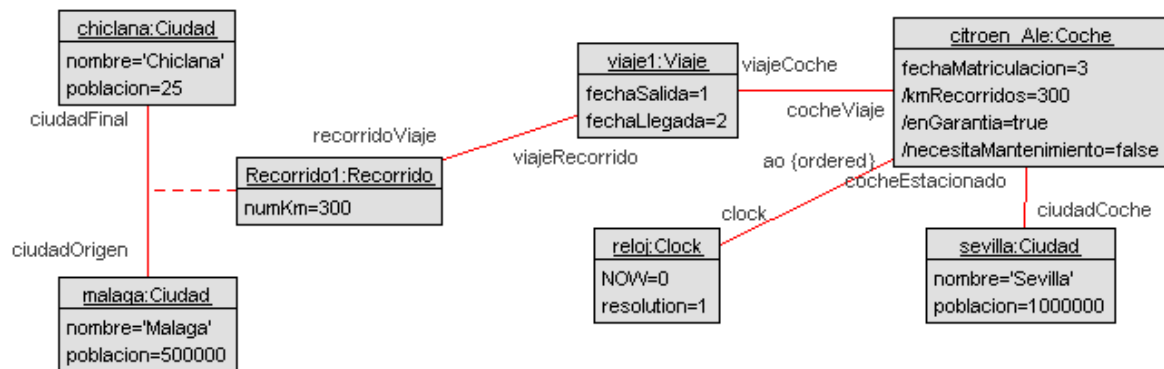 chiclana:Ciudad
nombre='Chiclana'
poblacion=25
ciudadFinal
ciudadOrigen
malaga:Ciudad
nombre='Malaga'
poblacion=500000
recorridoViaje
Recorrido1:Recorrido
numKm=300
viaje1:Viaje
fechaSalida=1
fechaLlegada=2
viajeRecorrido
viajeCoche
cocheViaje
citroen_Ale:Coche
fechaMatriculacion=3
/kmRecorridos=300
/enGarantia=true
/necesitaMantenimiento=false
ao {ordered}
cocheEstacionado
clock
ciudadCoche
reloj:Clock
NOW=0
resolution=1
sevilla:Ciudad
nombre='Sevilla'
poblacion=1000000